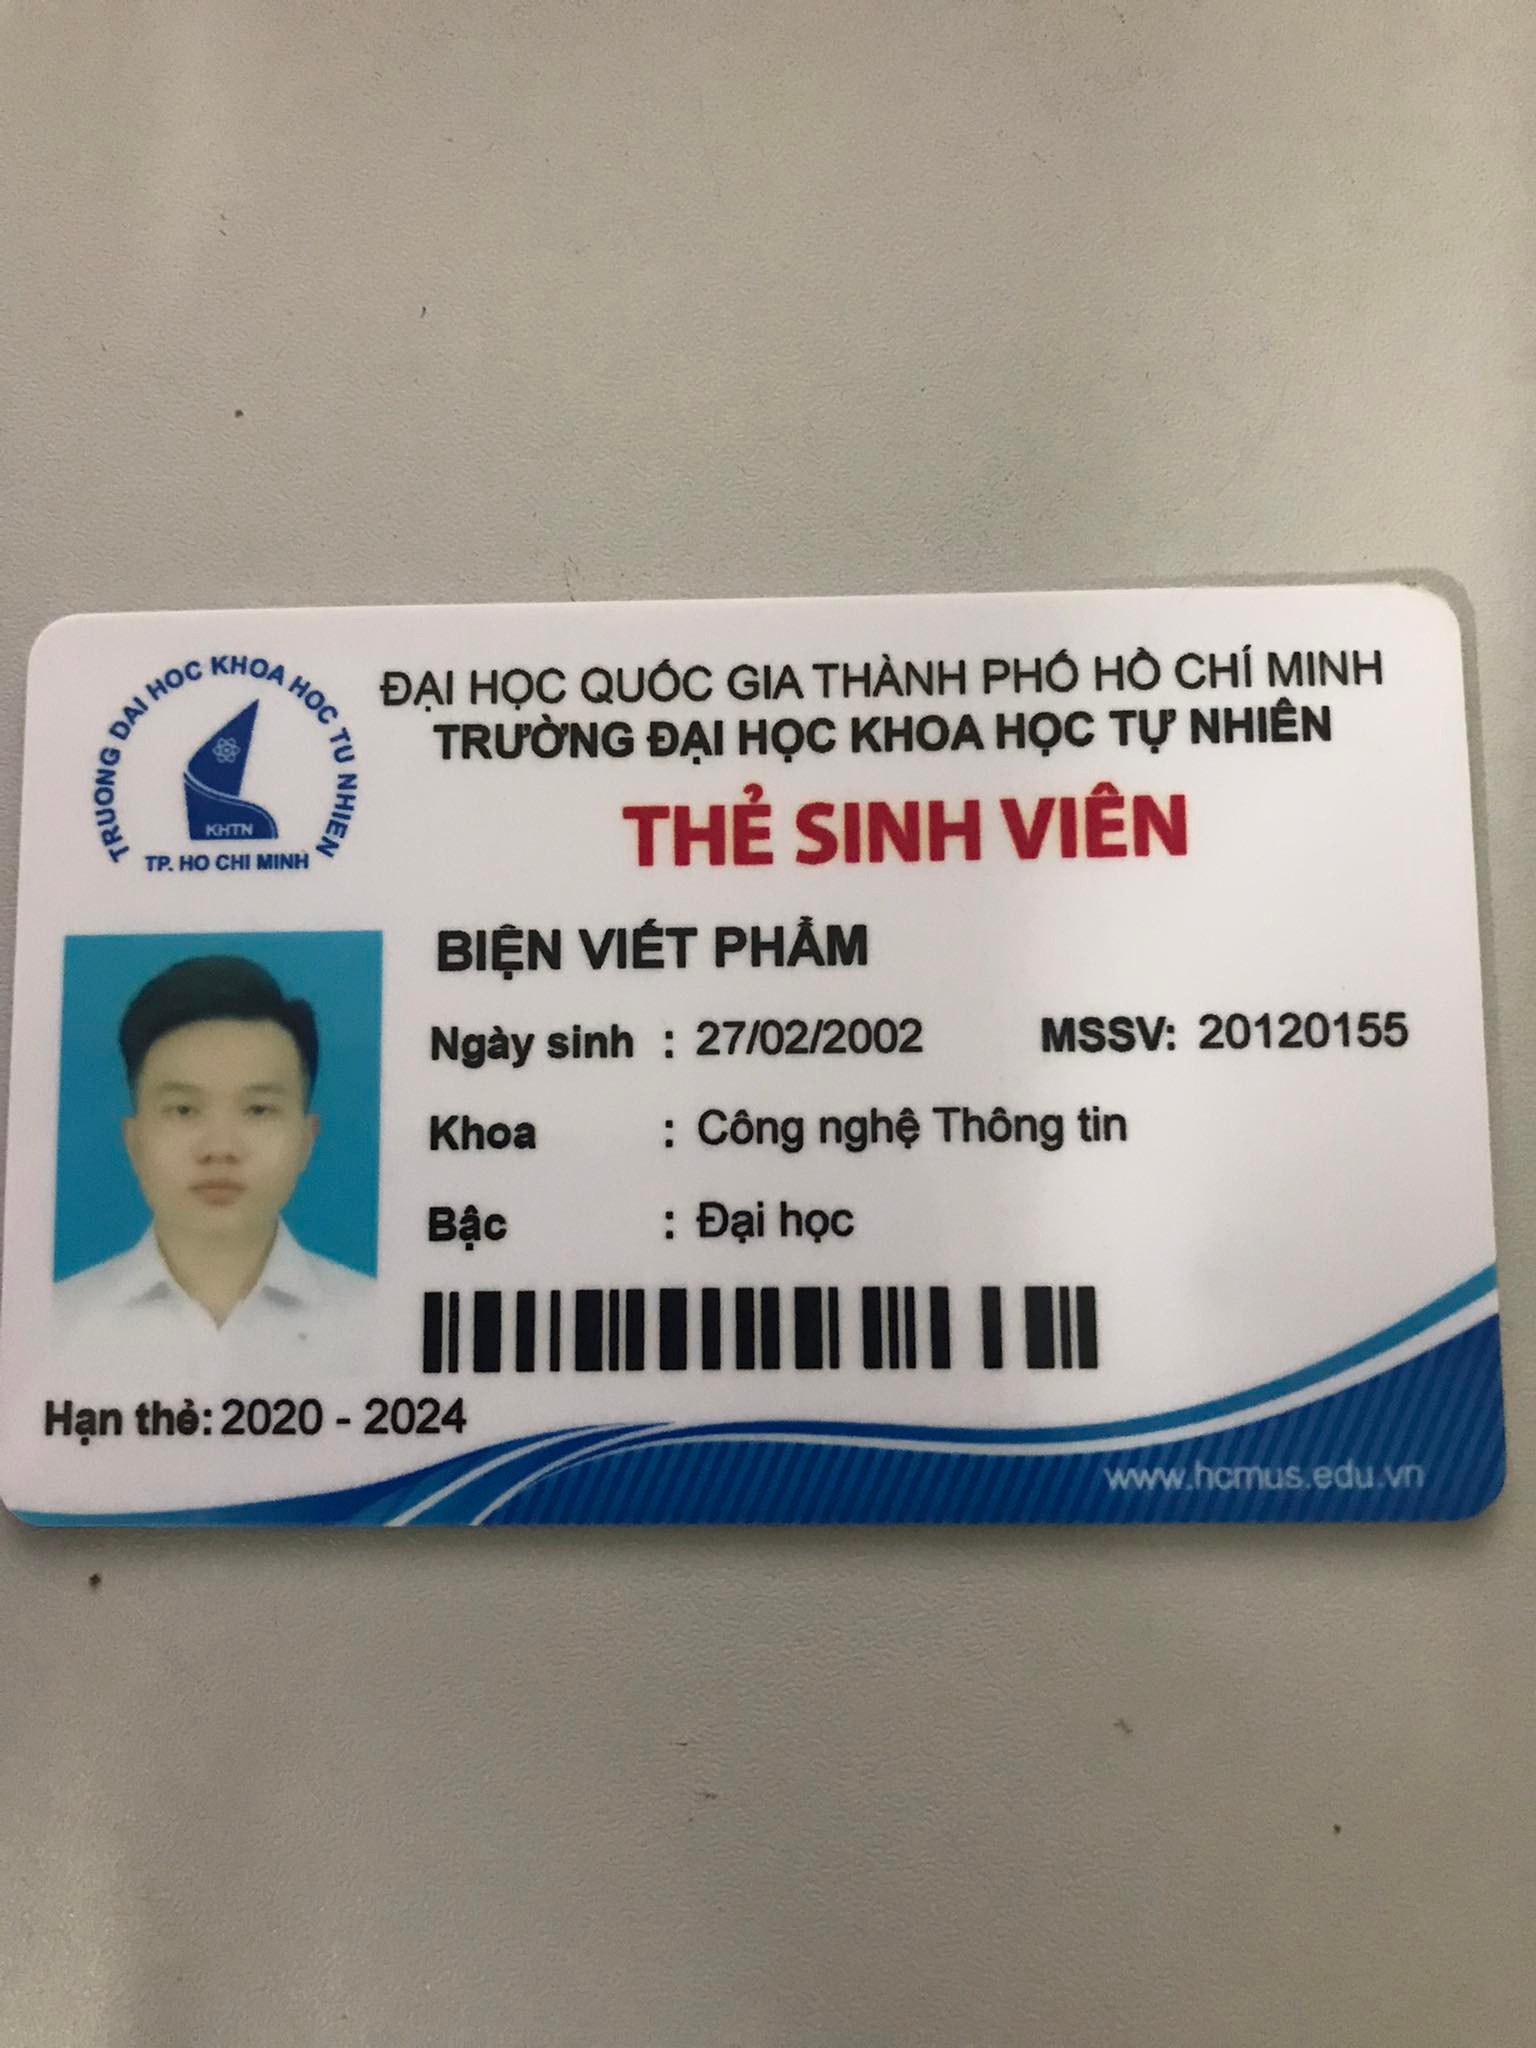 TRUONG DAI HOC KHOA HOC TU NHIEN
KHTN
TP. HO CHI MINH
ĐẠI HỌC QUỐC GIA THÀNH PHỐ HỒ CHÍ MINH
TRƯỜNG ĐẠI HỌC KHOA HỌC TỰ NHIÊN
THẺ SINH VIÊN
BIỆN VIẾT PHẨM
Ngày sinh : 27/02/2002 MSSV: 20120155
Khoa : Công nghệ Thông tin
Bậc : Đại học
Hạn thẻ: 2020 - 2024
www.hcmus.edu.vn